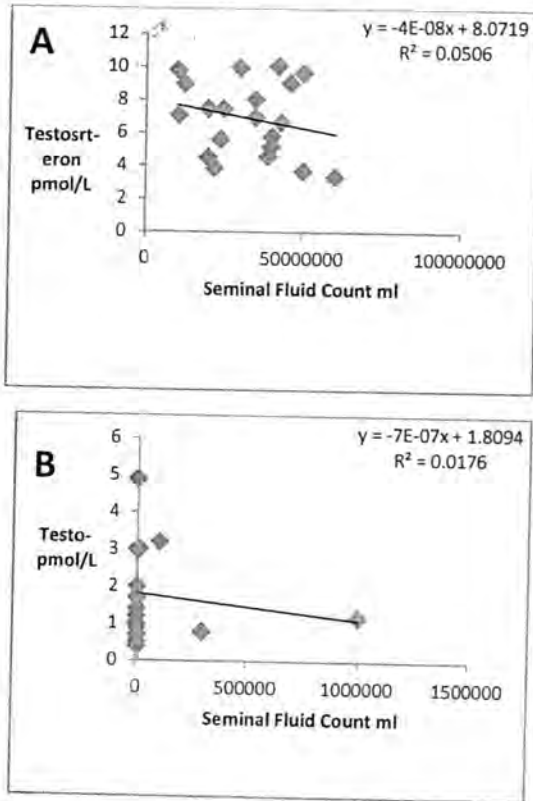 A
y = -4E-08x + 8.0719
R² = 0.0506
12
10
8
6
4
2
0
Testosrt-
eron
pmol/L
0 50000000 100000000
Seminal Fluid Count ml
B
y = -7E-07x + 1.8094
R² = 0.0176
6
5
4
3
2
1
0
Testo-
pmol/L
0 500000 1000000 1500000
Seminal Fluid Count ml